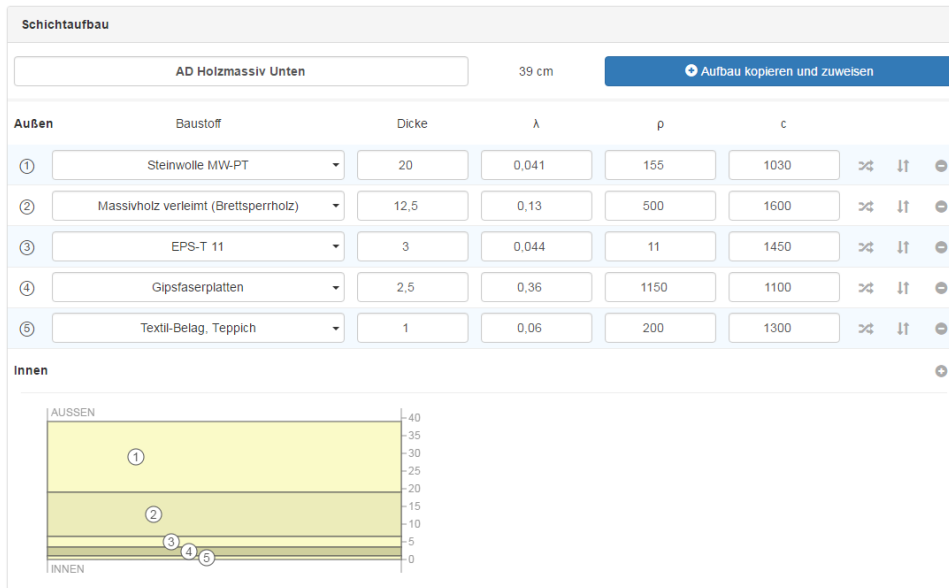 Schichtaufbau
AD Holzmassiv Unten 39 cm Aufbau kopieren und zuweisen
Außen Baustoff Dicke λ ρ c
1 Steinwolle MW-PT 20 0,041 155 1030
2 Massivholz verleimt (Brettsperrholz) 12,5 0,13 500 1600
3 EPS-T 11 3 0,044 11 1450
4 Gipsfaserplatten 2,5 0,36 1150 1100
5 Textil-Belag, Teppich 1 0,06 200 1300
Innen
AUSSEN
40
35
1 30
25
20
15
2 10
3 5
4
5 0
INNEN